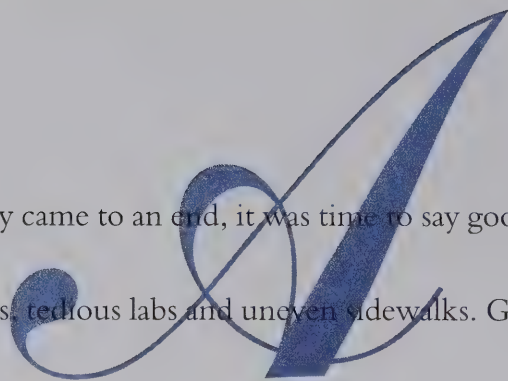 A
y came to an end, it was time to say goo
s, tedious labs and uneven sidewalks. G